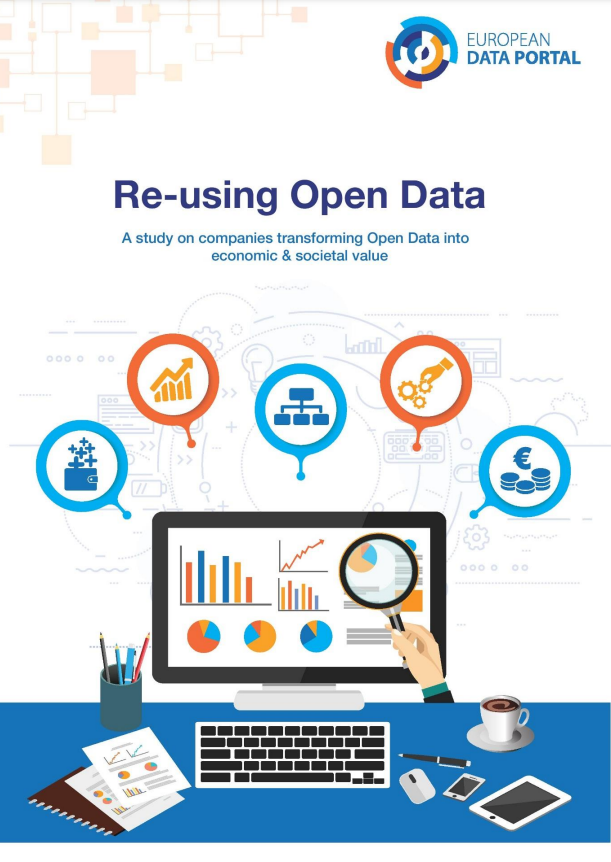 EUROPEAN
DATA PORTAL
Re-using Open Data
A study on companies transforming Open Data into
economic & societal value
€